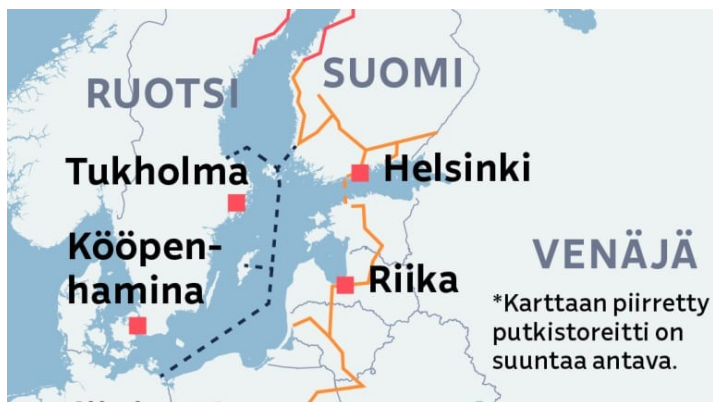 RUOTSI
SUOMI
Tukholma
Helsinki
Kööpen-
hamina
Riika
VENÄJÄ
*Karttaan piirretty
putkistoreitti on
suuntaa antava.